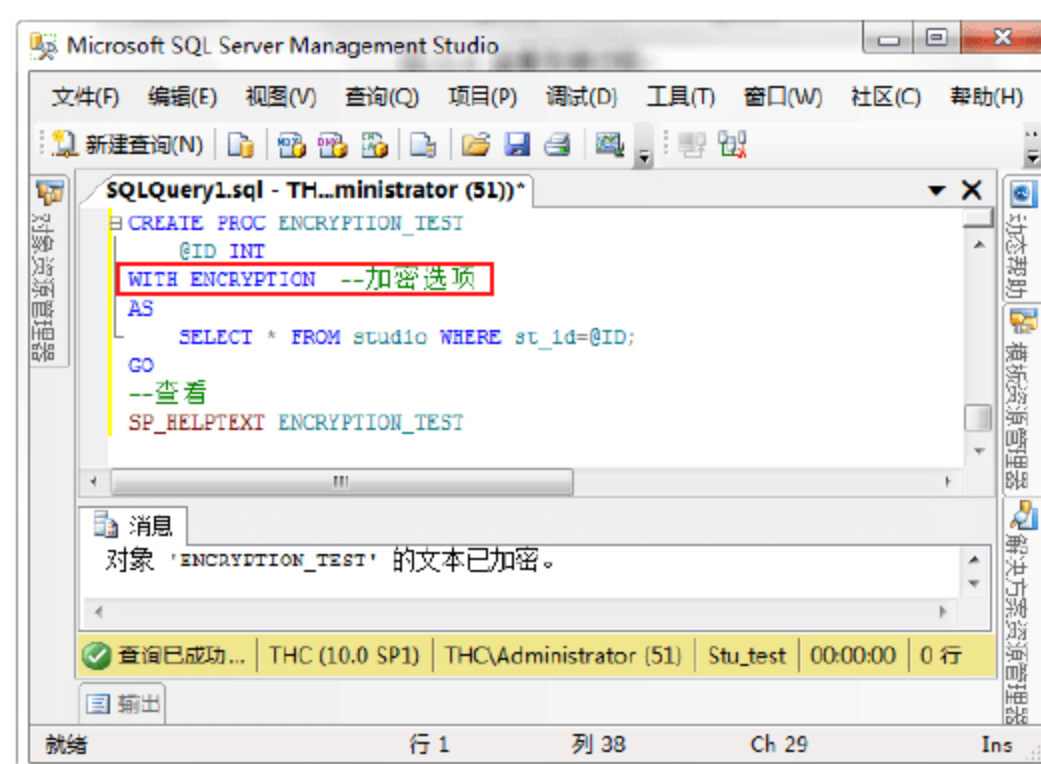 Microsoft SQL Server Management Studio
文件(F) 编辑(E) 视图(V) 查询(Q) 项目(P) 调试(D) 工具(T) 窗口(W) 社区(C) 帮助(H)
新建查询(N)
SQLQuery1.sql - TH...ministrator (51))*
对象资源管理器
CREATE PROC ENCRYPTION_TEST
@ID INT
WITH ENCRYPTION --加密选项
AS
SELECT * FROM studio WHERE st_id=@ID;
GO
--查看
SP_HELPTEXT ENCRYPTION_TEST
动态帮助
模板资源管理器
解决方案资源管理器
消息
对象 'ENCRYPTION_TEST' 的文本已加密。
查询已成功... THC (10.0 SP1) THC\Administrator (51) Stu_test 00:00:00 0 行
输出
就绪 行 1 列 38 Ch 29 Ins